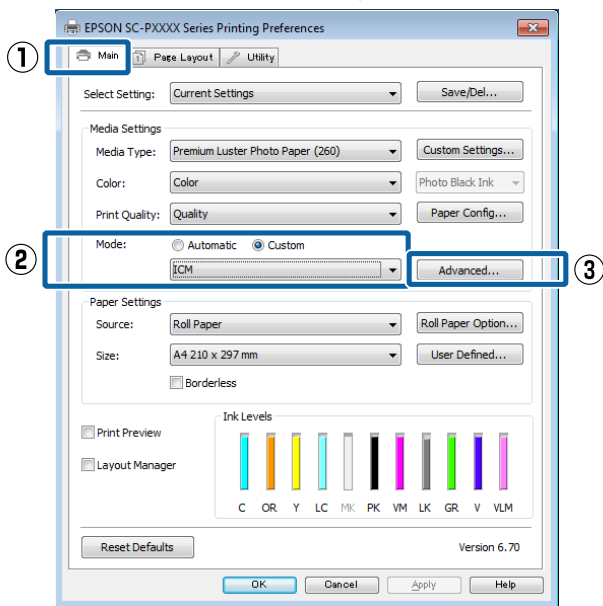 EPSON SC-PXXXX Series Printing Preferences
① Main Page Layout Utility
Select Setting: Current Settings Save/Del...
Media Settings
Media Type: Premium Luster Photo Paper (260) Custom Settings...
Color: Color Photo Black Ink
Print Quality: Quality Paper Config...
② Mode: Automatic Custom
ICM Advanced... ③
Paper Settings
Source: Roll Paper Roll Paper Option...
Size: A4 210 x 297 mm User Defined...
Borderless
Ink Levels
Print Preview
Layout Manager
C OR Y LC MK PK VM LK GR V VLM
Reset Defaults Version 6.70
OK Cancel Apply Help